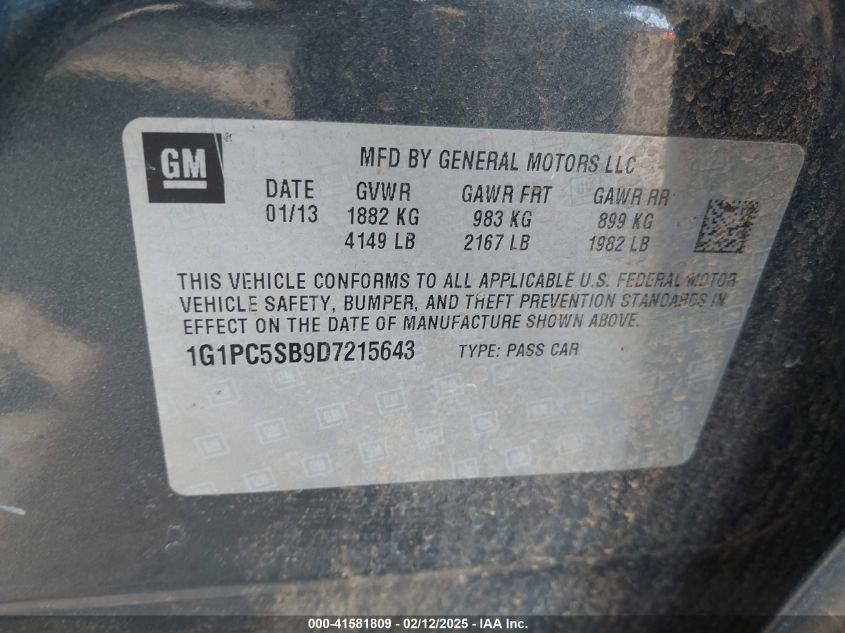 GM
®
MFD BY GENERAL MOTORS LLC
DATE GVWR GAWR FRT GAWR RR
01/13 1882 KG 983 KG 899 KG
4149 LB 2167 LB 1982 LB
THIS VEHICLE CONFORMS TO ALL APPLICABLE U.S. FEDERAL MOTOR
VEHICLE SAFETY, BUMPER, AND THEFT PREVENTION STANDARDS IN
EFFECT ON THE DATE OF MANUFACTURE SHOWN ABOVE.
1G1PC5SB9D7215643 TYPE: PASS CAR
000-41581809 - 02/12/2025 - IAA Inc.